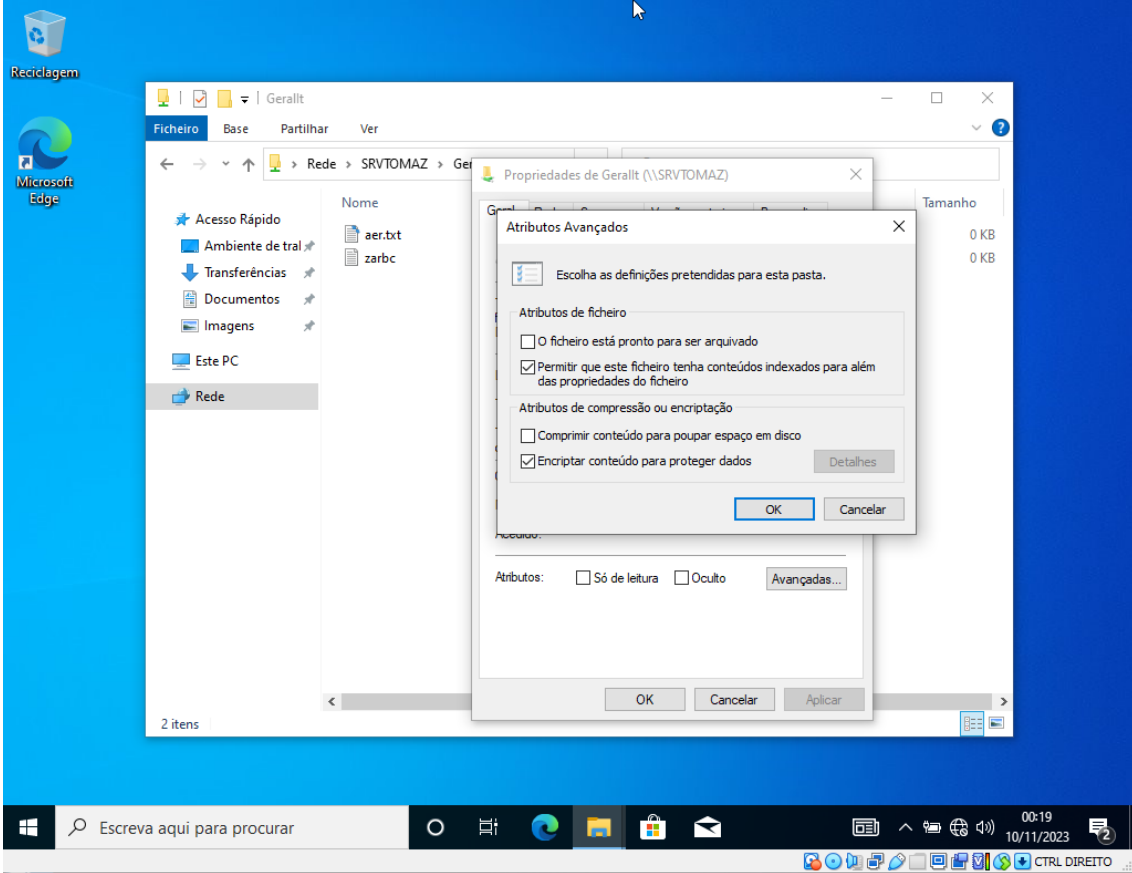 Reciclagem
Microsoft
Edge
Gerallt
Ficheiro Base Partilhar Ver
Rede › SRVTOMAZ › Ger
Acesso Rápido
Ambiente de tral
Transferências
Documentos
Imagens
Este PC
Rede
Nome
Tamanho
aer.txt
0 KB
zarbc
0 KB
2 itens
Propriedades de Gerallt (\\SRVTOMAZ)
Atributos Avançados
Escolha as definições pretendidas para esta pasta.
Atributos de ficheiro
O ficheiro está pronto para ser arquivado
Permitir que este ficheiro tenha conteúdos indexados para além
das propriedades do ficheiro
Atributos de compressão ou encriptação
Comprimir conteúdo para poupar espaço em disco
Encriptar conteúdo para proteger dados
Detalhes
OK Cancelar
Acedido:
Atributos: Só de leitura Oculto Avançadas...
OK Cancelar Aplicar
Escreva aqui para procurar
00:19
10/11/2023
2
CTRL DIREITO